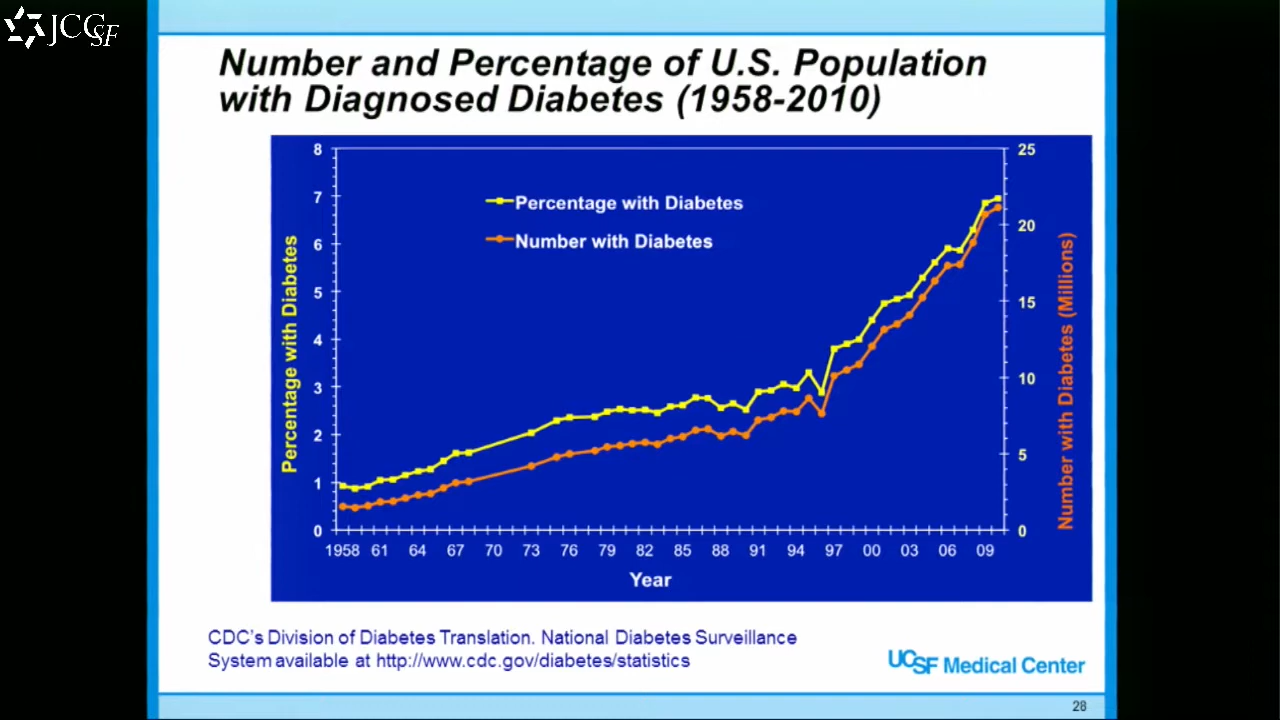 JCCSF
Number and Percentage of U.S. Population
with Diagnosed Diabetes (1958-2010)
8
7
6
5
4
3
2
1
0
Percentage with Diabetes
Percentage with Diabetes
Number with Diabetes
25
20
15
10
5
0
Number with Diabetes (Millions)
1958 61 64 67 70 73 76 79 82 85 88 91 94 97 00 03 06 09
Year
CDC's Division of Diabetes Translation. National Diabetes Surveillance
System available at http://www.cdc.gov/diabetes/statistics
UCSF Medical Center
28